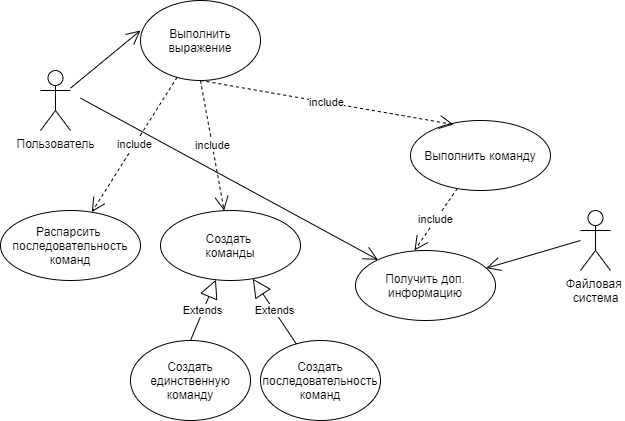 Выполнить
выражение
Пользователь
include
include
include
Выполнить команду
include
Распарсить
последовательность
команд
Создать
команды
Получить доп.
информацию
Файловая
система
Extends
Extends
Создать
единственную
команду
Создать
последовательность
команд